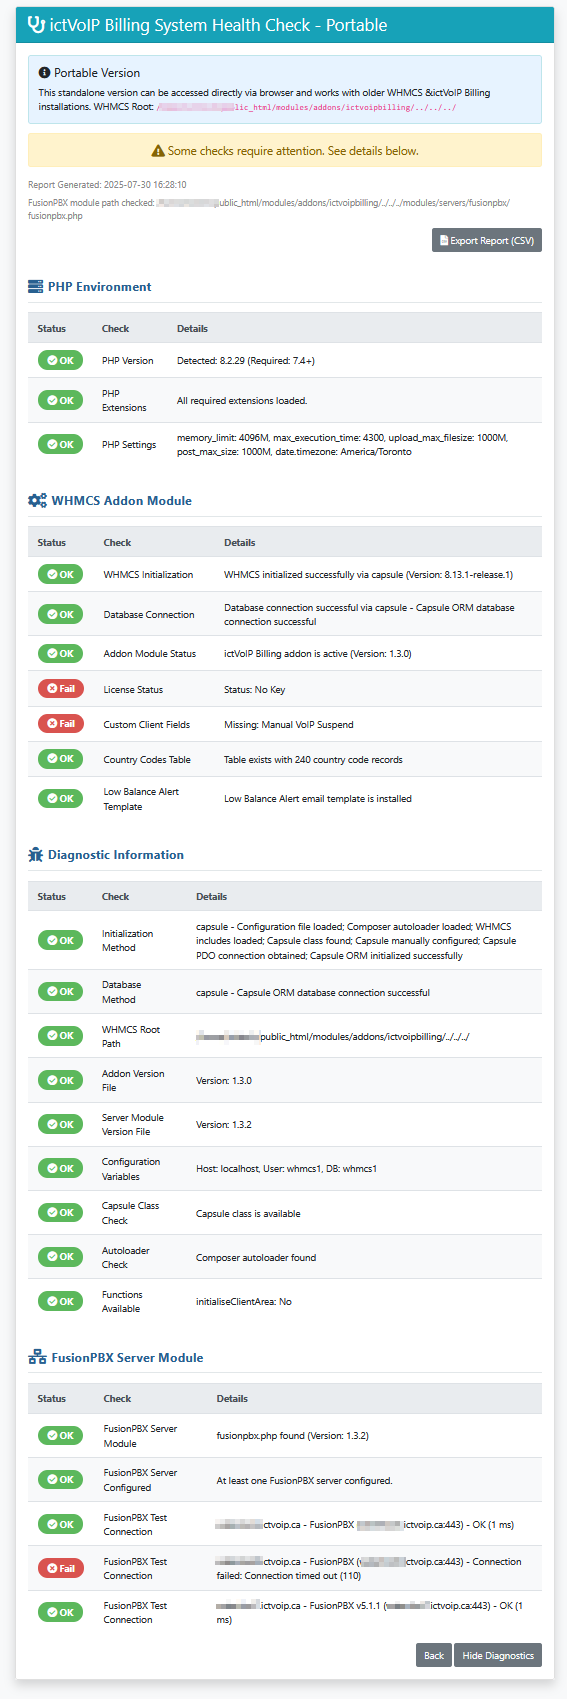 ictVoIP Billing System Health Check - Portable
Portable Version
This standalone version can be accessed directly via browser and works with older WHMCS &ictVoIP Billing
installations. WHMCS Root: /lic_html/modules/addons/ictvoipbilling/../../../
Some checks require attention. See details below.
Report Generated: 2025-07-30 16:28:10
FusionPBX module path checked: ublic_html/modules/addons/ictvoipbilling/../../../modules/servers/fusionpbx/
fusionpbx.php
Export Report (CSV)
PHP Environment
Status Check Details
OK PHP Version Detected: 8.2.29 (Required: 7.4+)
OK PHP Extensions All required extensions loaded.
OK PHP Settings memory_limit: 4096M, max_execution_time: 4300, upload_max_filesize: 1000M,
post_max_size: 1000M, date.timezone: America/Toronto
WHMCS Addon Module
Status Check Details
OK WHMCS Initialization WHMCS initialized successfully via capsule (Version: 8.13.1-release.1)
OK Database Connection Database connection successful via capsule - Capsule ORM database
connection successful
OK Addon Module Status ictVoIP Billing addon is active (Version: 1.3.0)
Fail License Status Status: No Key
Fail Custom Client Fields Missing: Manual VoIP Suspend
OK Country Codes Table Table exists with 240 country code records
OK Low Balance Alert Template Low Balance Alert email template is installed
Diagnostic Information
Status Check Details
OK Initialization Method capsule - Configuration file loaded; Composer autoloader loaded; WHMCS
includes loaded; Capsule class found; Capsule manually configured; Capsule
PDO connection obtained; Capsule ORM initialized successfully
OK Database Method capsule - Capsule ORM database connection successful
OK WHMCS Root Path public_html/modules/addons/ictvoipbilling/../../../
OK Addon Version File Version: 1.3.0
OK Server Module Version File Version: 1.3.2
OK Configuration Variables Host: localhost, User: whmcs1, DB: whmcs1
OK Capsule Class Check Capsule class is available
OK Autoloader Check Composer autoloader found
OK Functions Available initialiseClientArea: No
FusionPBX Server Module
Status Check Details
OK FusionPBX Server Module fusionpbx.php found (Version: 1.3.2)
OK FusionPBX Server Configured At least one FusionPBX server configured.
OK FusionPBX Test Connection ctvoip.ca - FusionPBX (ictvoip.ca:443) - OK (1 ms)
Fail FusionPBX Test Connection ctvoip.ca - FusionPBX (ctvoip.ca:443) - Connection
failed: Connection timed out (110)
OK FusionPBX Test Connection .ictvoip.ca - FusionPBX v5.1.1 (ictvoip.ca:443) - OK (1
ms)
Back Hide Diagnostics